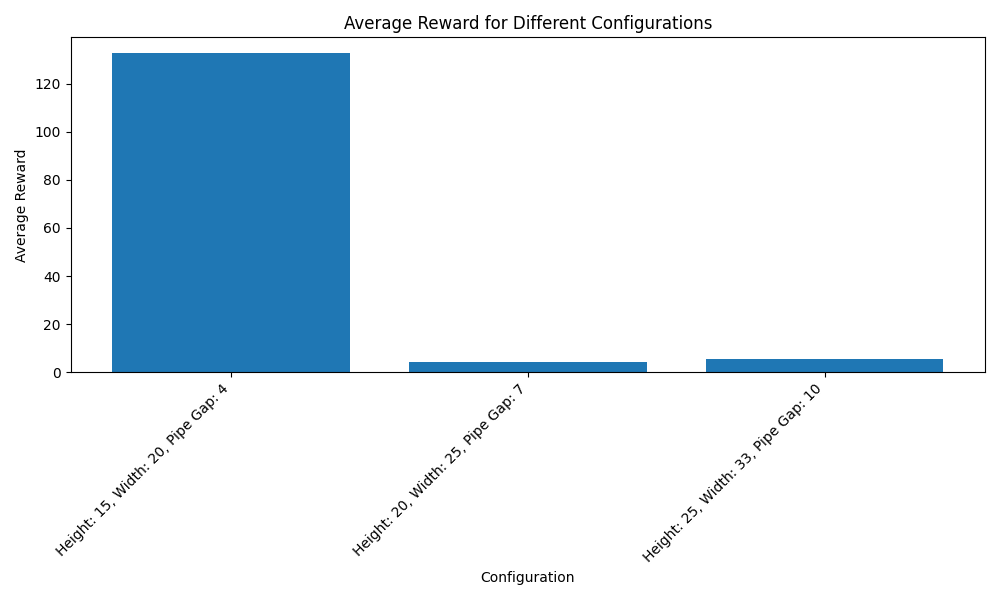 Average Reward for Different Configurations
Average Reward
120
100
80
60
40
20
0
Height: 15, Width: 20, Pipe Gap: 4
Height: 20, Width: 25, Pipe Gap: 7
Height: 25, Width: 33, Pipe Gap: 10
Configuration